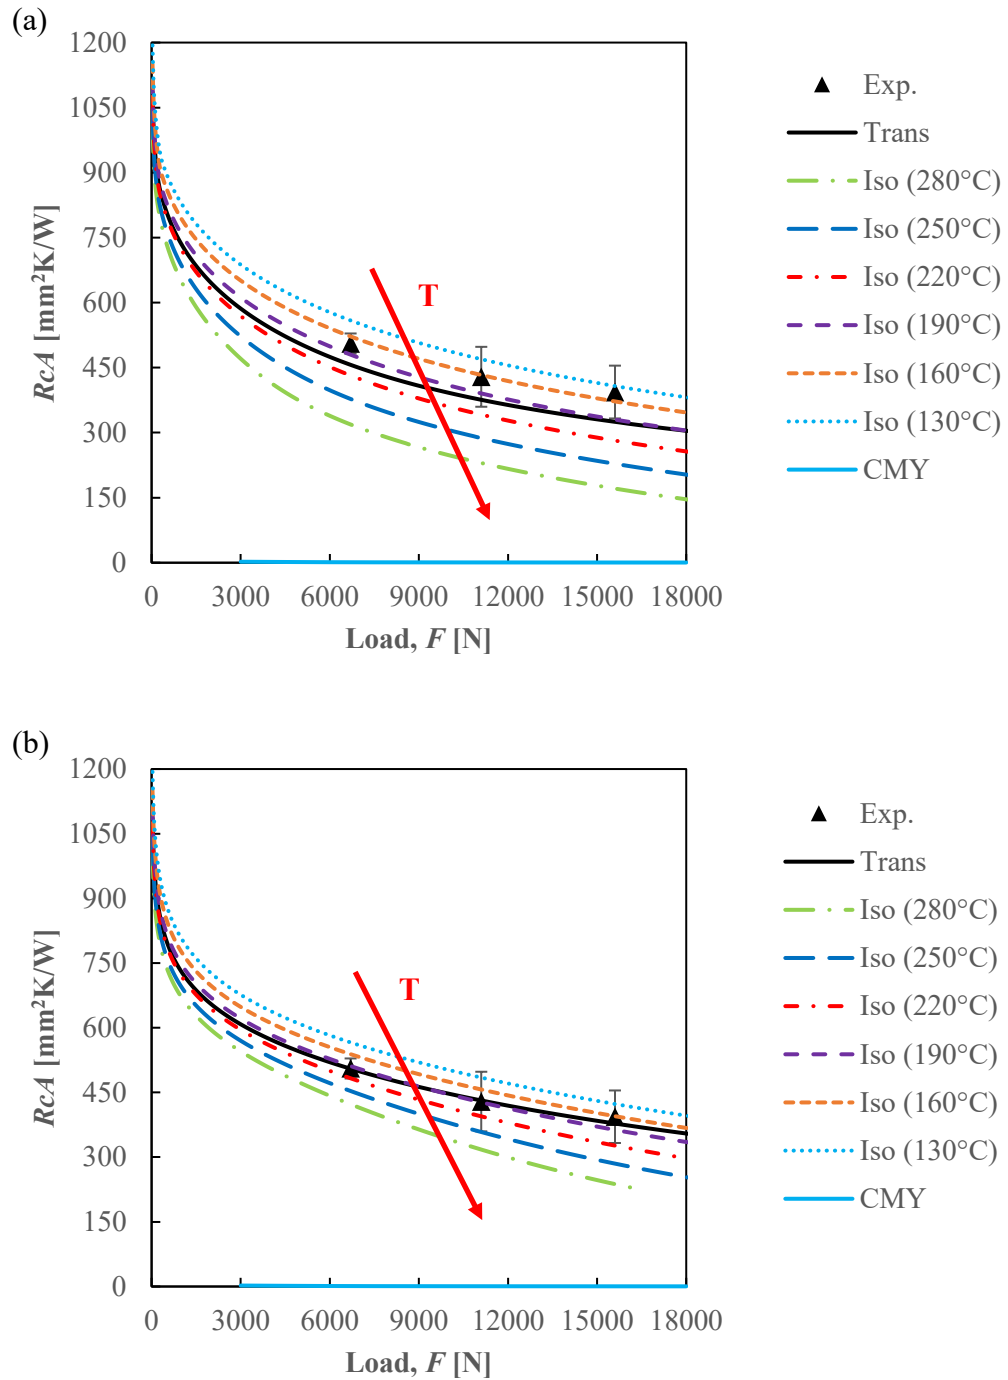 (a)
1200
1050
900
750
600
450
300
150
0
RcA [mm²K/W]
0 3000 6000 9000 12000 15000 18000
Load, F [N]
T
Exp.
Trans
Iso (280°C)
Iso (250°C)
Iso (220°C)
Iso (190°C)
Iso (160°C)
Iso (130°C)
CMY
(b)
1200
1050
900
750
600
450
300
150
0
RcA [mm²K/W]
0 3000 6000 9000 12000 15000 18000
Load, F [N]
T
Exp.
Trans
Iso (280°C)
Iso (250°C)
Iso (220°C)
Iso (190°C)
Iso (160°C)
Iso (130°C)
CMY